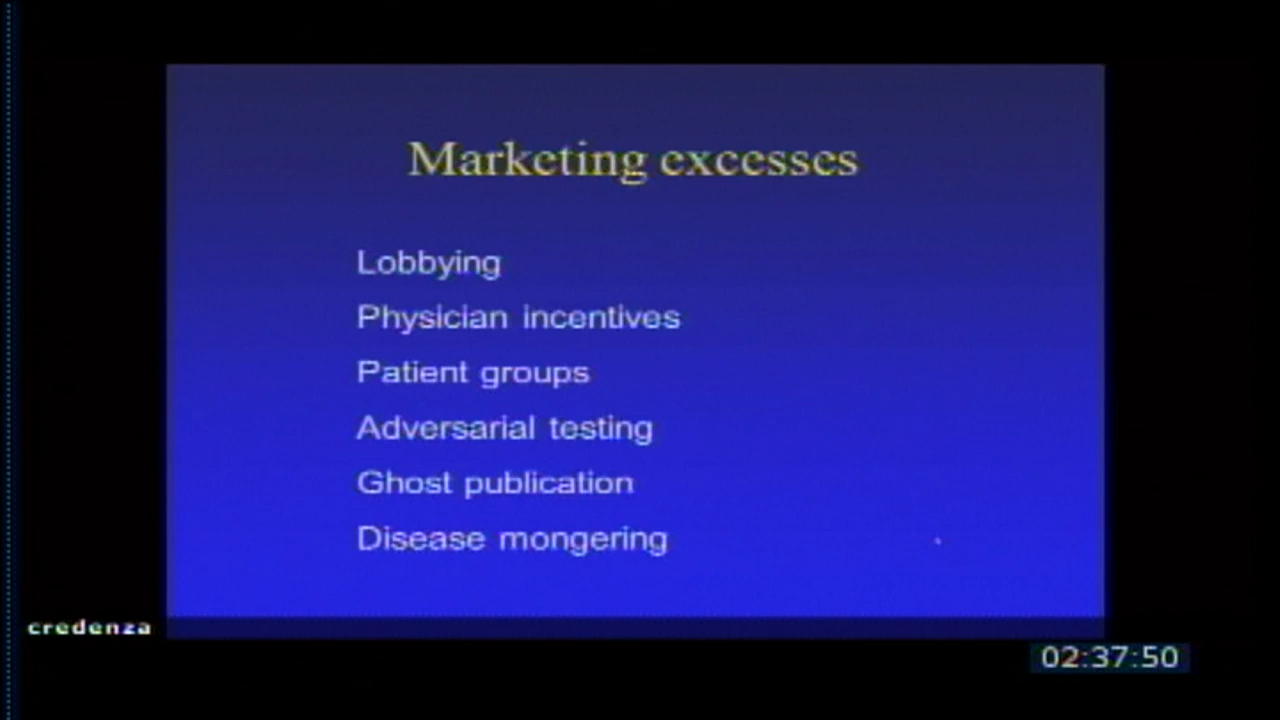 Marketing excesses
Lobbying
Physician incentives
Patient groups
Adversarial testing
Ghost publication
Disease mongering
credenza
02:37:50